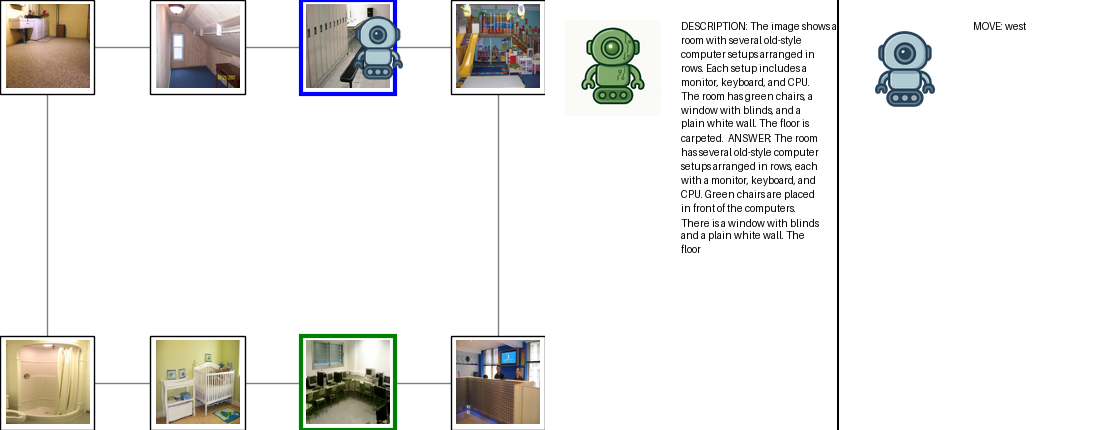 DESCRIPTION: The image shows a
room with several old-style
computer setups arranged in
rows. Each setup includes a
monitor, keyboard, and CPU.
The room has green chairs, a
window with blinds, and a
plain white wall. The floor is
carpeted.  ANSWER: The room
has several old-style computer
setups arranged in rows, each
with a monitor, keyboard, and
CPU. Green chairs are placed
in front of the computers.
There is a window with blinds
and a plain white wall. The
floor
MOVE: west